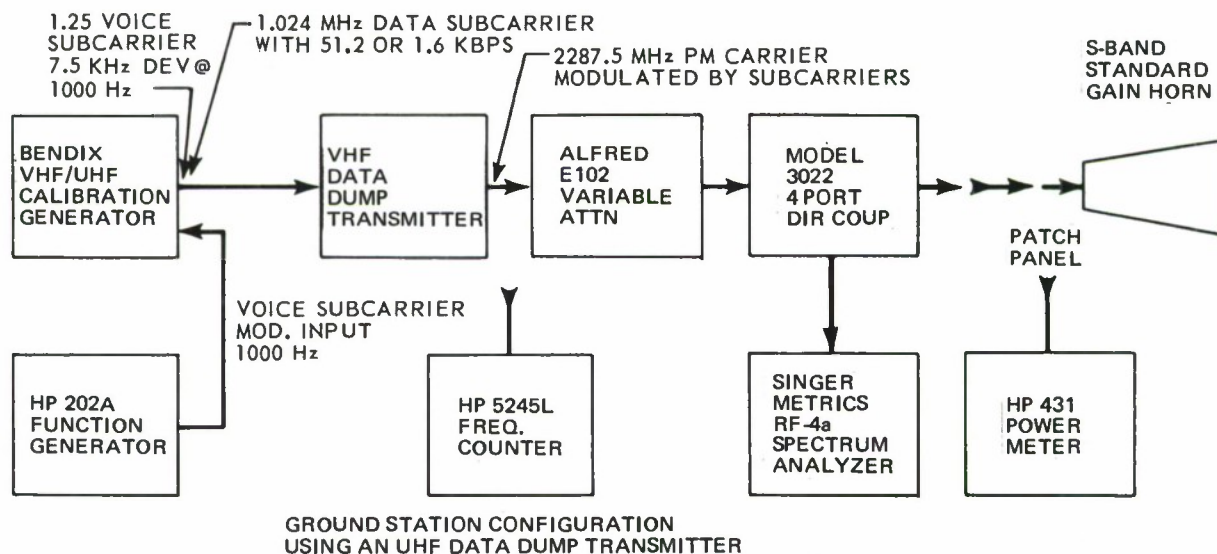 1.25 VOICE
SUBCARRIER
7.5 KHz DEV @
1000 Hz
1.024 MHz DATA SUBCARRIER
WITH 51.2 OR 1.6 KBPS
2287.5 MHz PM CARRIER
MODULATED BY SUBCARRIERS
S-BAND
STANDARD
GAIN HORN
BENDIX
VHF/UHF
CALIBRATION
GENERATOR
VHF
DATA
DUMP
TRANSMITTER
ALFRED
E102
VARIABLE
ATTN
MODEL
3022
4 PORT
DIR COUP
PATCH
PANEL
VOICE SUBCARRIER
MOD. INPUT
1000 Hz
HP 202A
FUNCTION
GENERATOR
HP 5245L
FREQ.
COUNTER
SINGER
METRICS
RF-4a
SPECTRUM
ANALYZER
HP 431
POWER
METER
GROUND STATION CONFIGURATION
USING AN UHF DATA DUMP TRANSMITTER